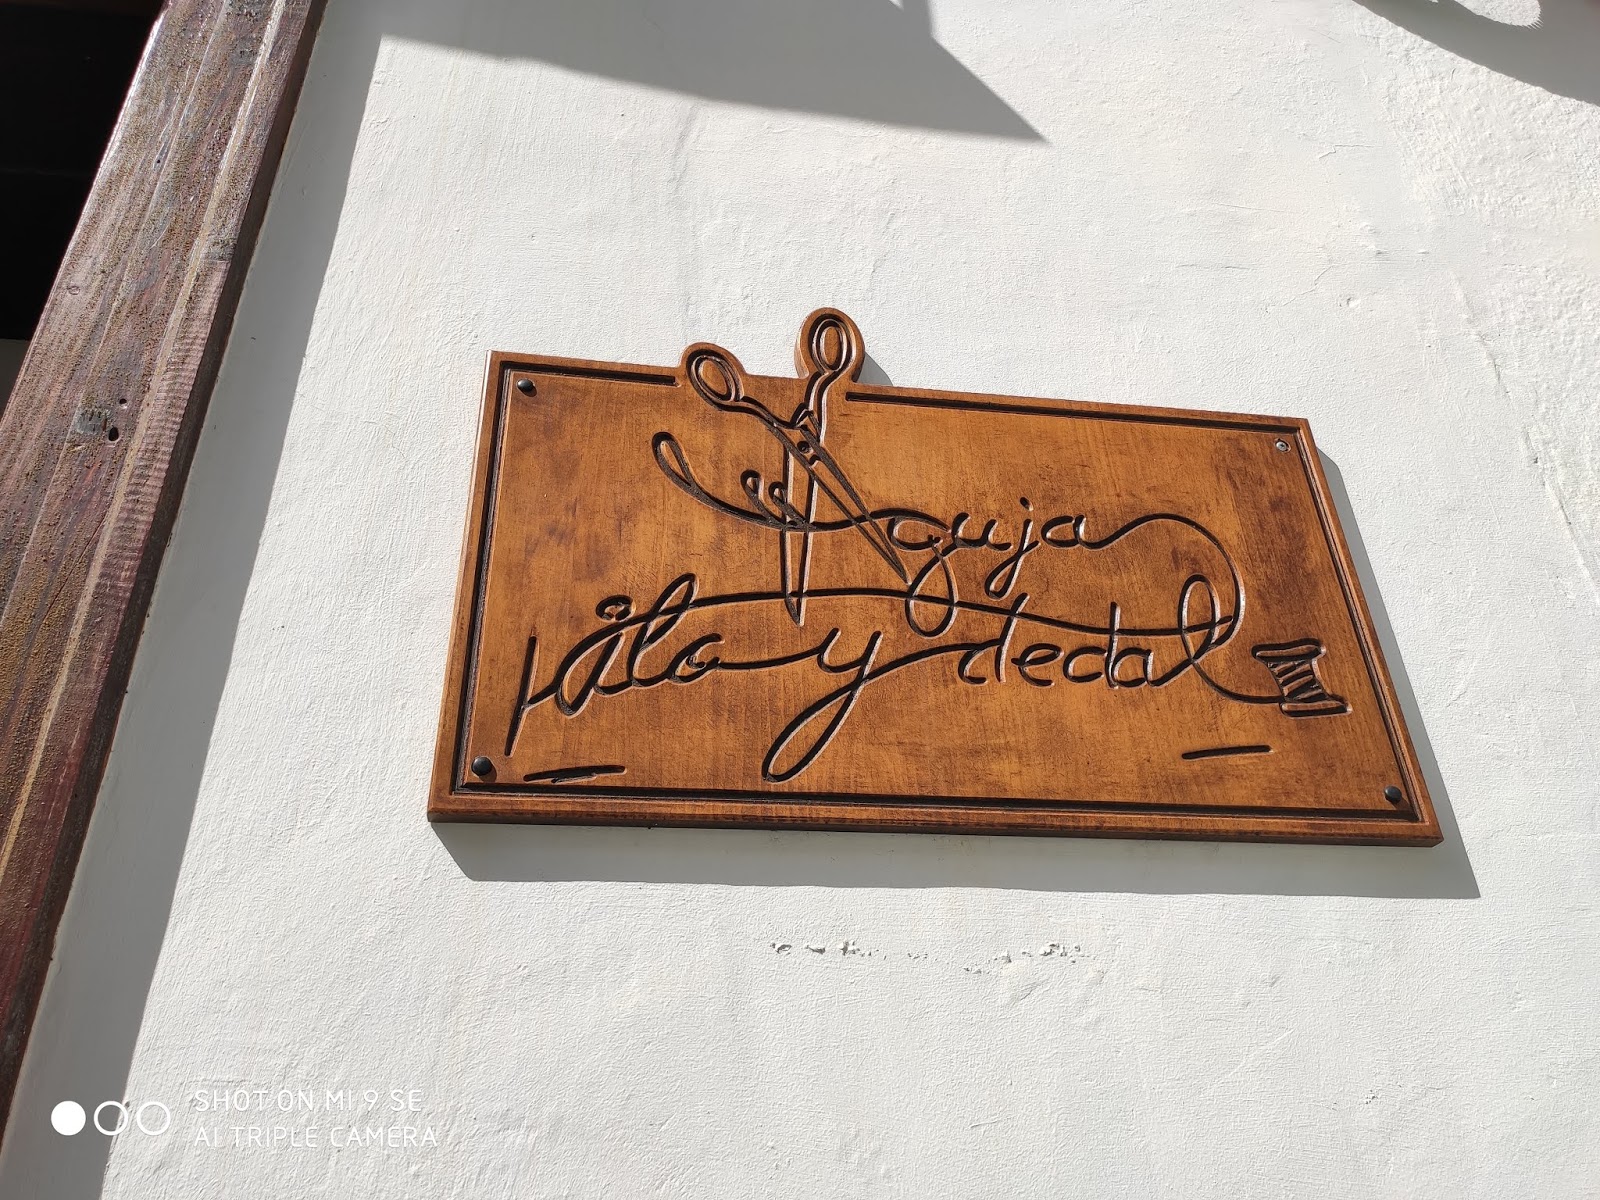 Aguja
hilo y dedal
SHOT ON MI 9 SE
AI TRIPLE CAMERA